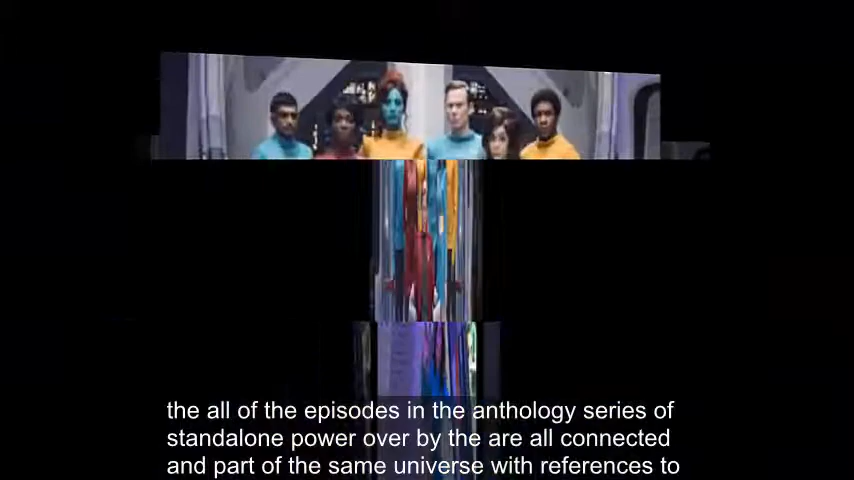 the all of the episodes in the anthology series of
standalone power over by the are all connected
and part of the same universe with references to